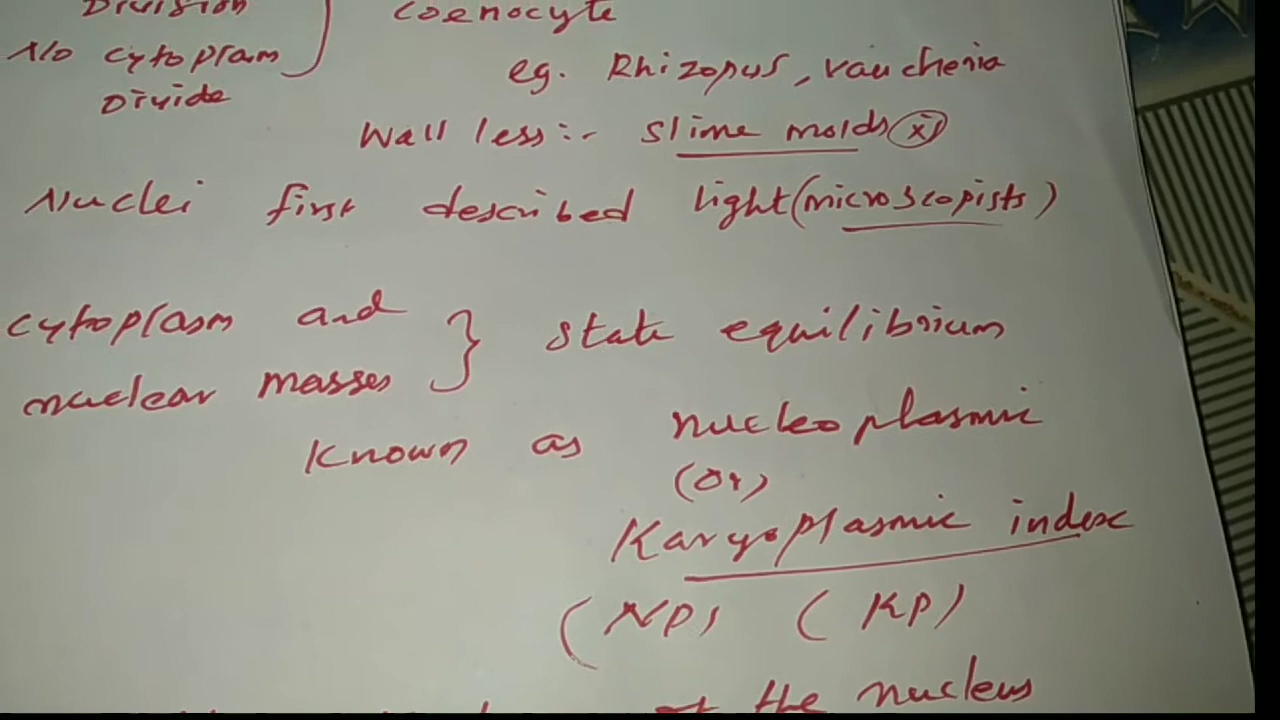 Division } Coenocyte
No cytoplam
eg. Rhizopus, vaucheria
Divide
Wall less:- Slime molds (x)
Nuclei first described light (microscopists)
cytoplasm and } state equilibrium
nuclear masses
Known as nucleoplasmic
(or)
Karyoplasmic index
(NP) (KP)
the nucleus